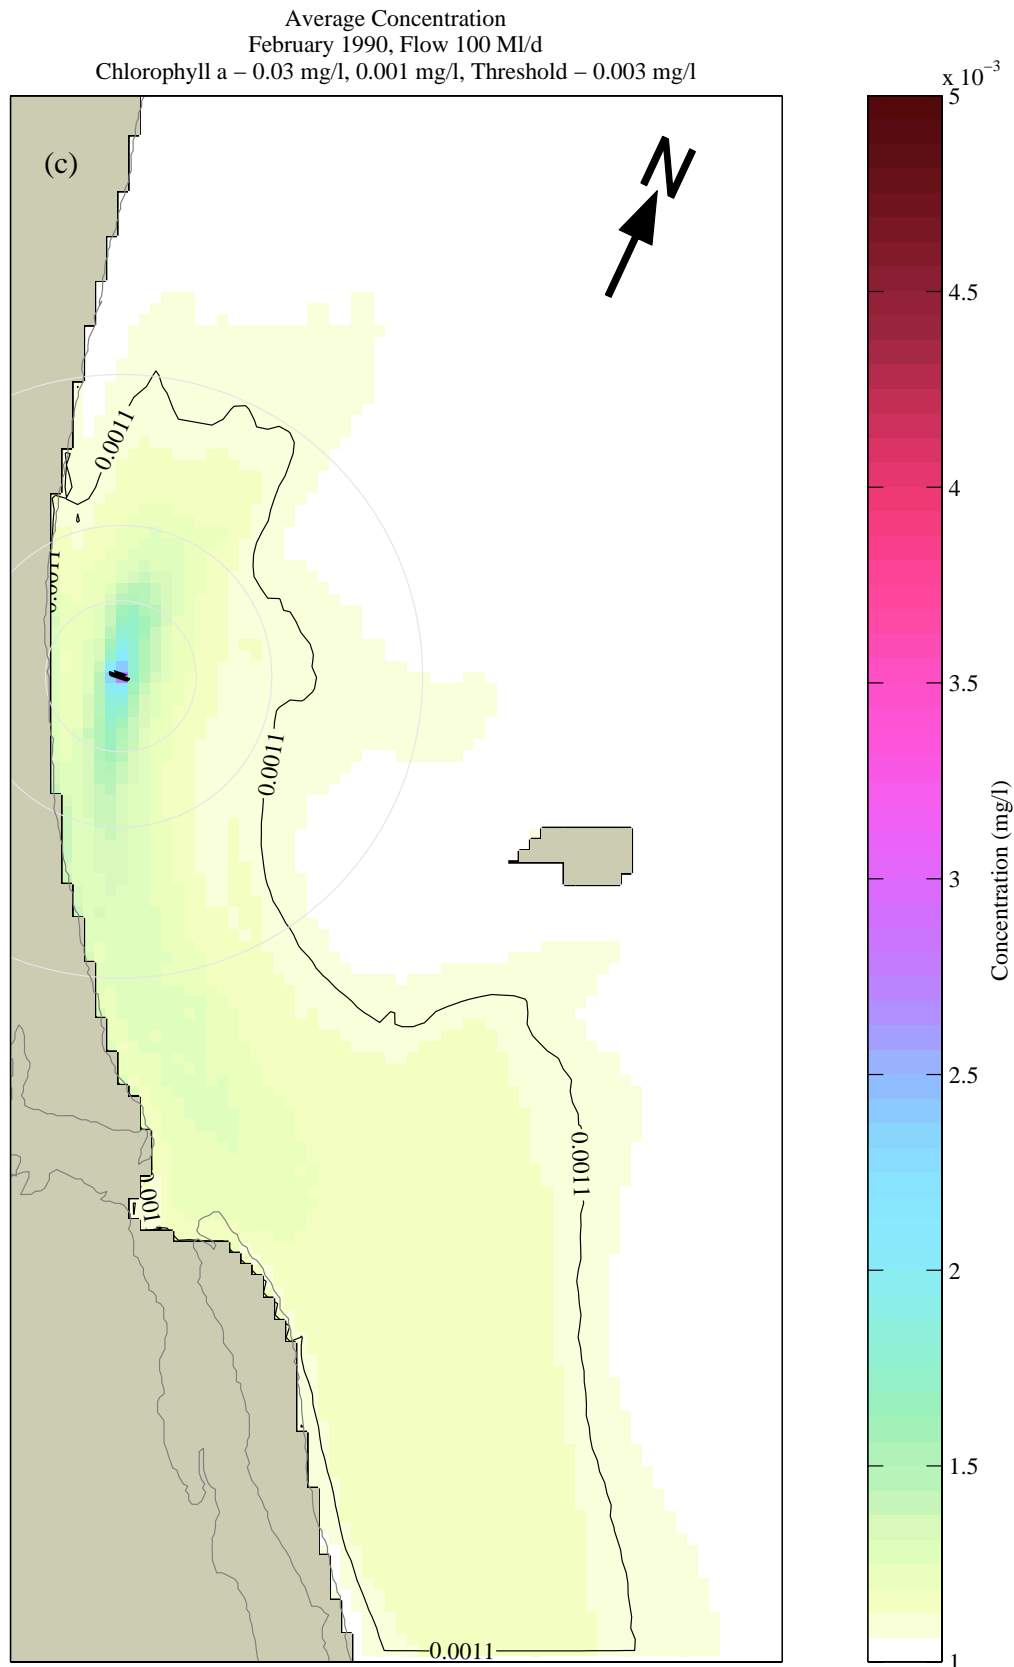 Average Concentration
February 1990, Flow 100 Ml/d
Chlorophyll a – 0.03 mg/l, 0.001 mg/l, Threshold – 0.003 mg/l
x 10⁻³
(c)
N
5
4.5
4
3.5
3
2.5
2
1.5
1
Concentration (mg/l)
0.0011
0.0011
0.0011
0.0011
0.001
0.0011